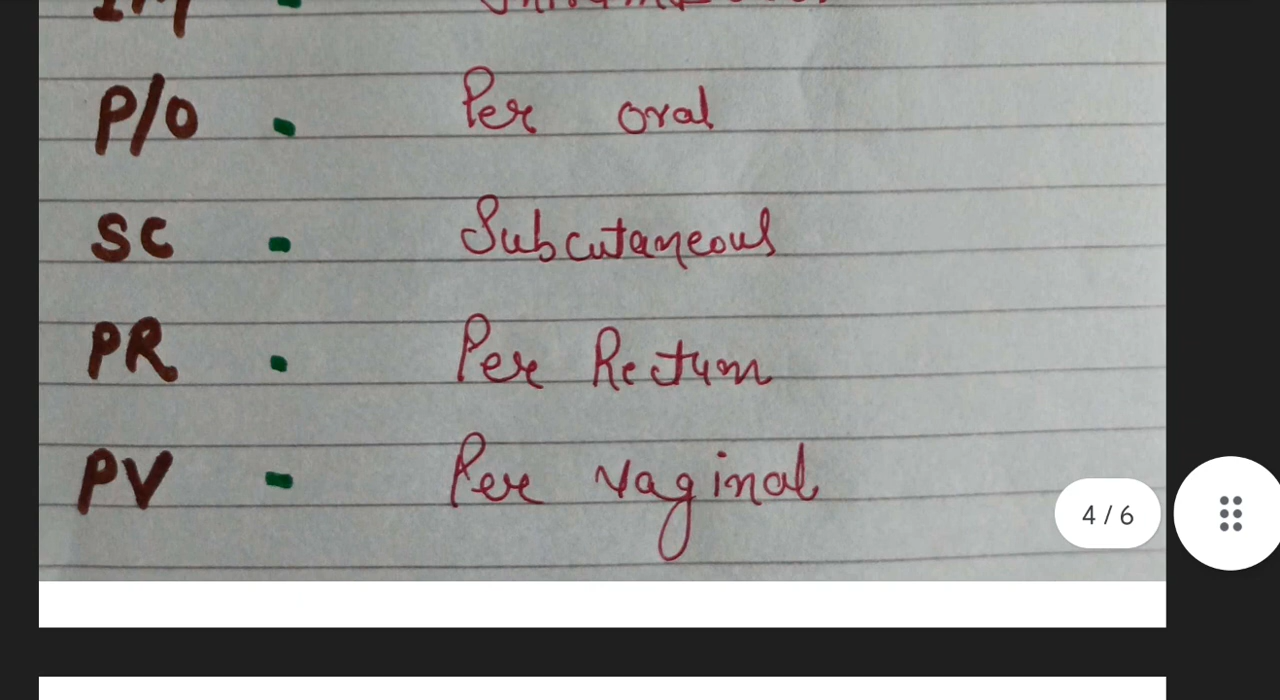 P/O - Per oral
SC - Subcutaneous
PR - Per Rectum
PV - Per Vaginal
4 / 6